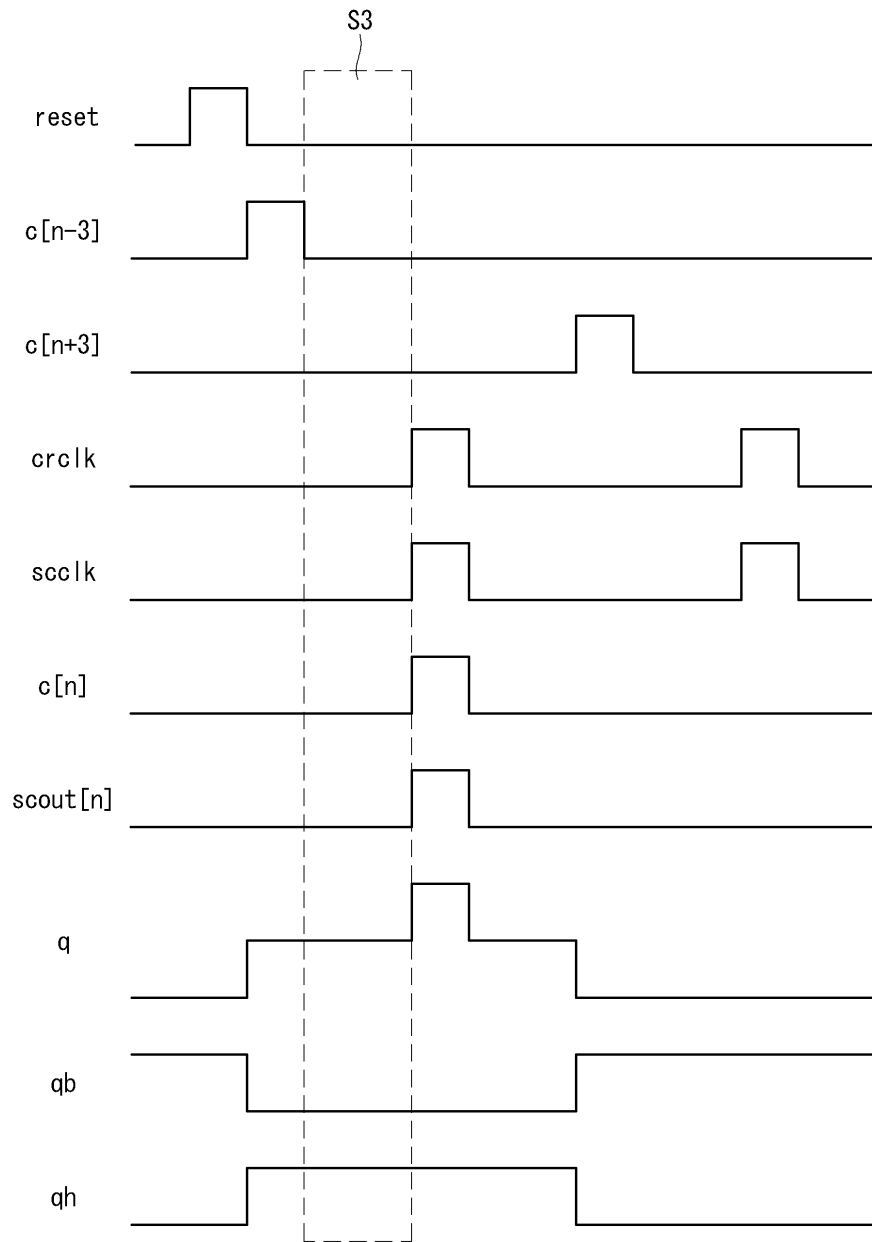 S3
reset
c[n-3]
c[n+3]
crclk
scclk
c[n]
scout[n]
q
qb
qh